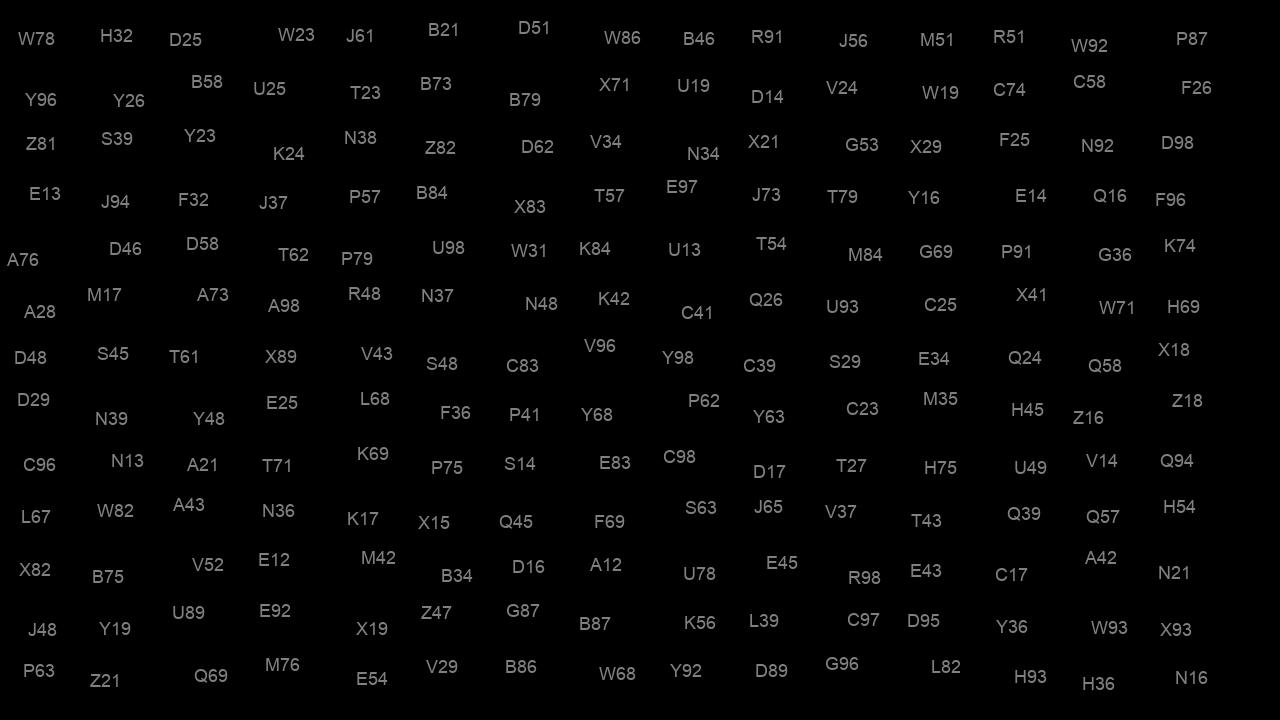 W78 H32 D25 W23 J61 B21 D51 W86 B46 R91 J56 M51 R51 W92 P87
Y96 Y26 B58 U25 T23 B73 B79 X71 U19 D14 V24 W19 C74 C58 F26
Z81 S39 Y23 K24 N38 Z82 D62 V34 N34 X21 G53 X29 F25 N92 D98
E13 J94 F32 J37 P57 B84 X83 T57 E97 J73 T79 Y16 E14 Q16 F96
A76 D46 D58 T62 P79 U98 W31 K84 U13 T54 M84 G69 P91 G36 K74
A28 M17 A73 A98 R48 N37 N48 K42 C41 Q26 U93 C25 X41 W71 H69
D48 S45 T61 X89 V43 S48 C83 V96 Y98 C39 S29 E34 Q24 Q58 X18
D29 N39 Y48 E25 L68 F36 P41 Y68 P62 Y63 C23 M35 H45 Z16 Z18
C96 N13 A21 T71 K69 P75 S14 E83 C98 D17 T27 H75 U49 V14 Q94
L67 W82 A43 N36 K17 X15 Q45 F69 S63 J65 V37 T43 Q39 Q57 H54
X82 B75 V52 E12 M42 B34 D16 A12 U78 E45 R98 E43 C17 A42 N21
J48 Y19 U89 E92 X19 Z47 G87 B87 K56 L39 C97 D95 Y36 W93 X93
P63 Z21 Q69 M76 E54 V29 B86 W68 Y92 D89 G96 L82 H93 H36 N16